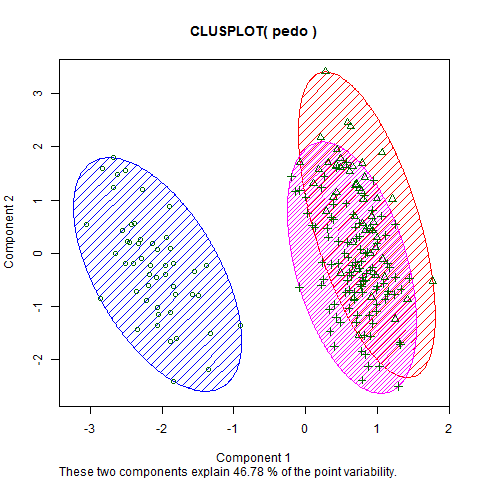 CLUSPLOT( pedo )
3
2
1
0
-1
-2
Component 2
-3 -2 -1 0 1 2
Component 1
These two components explain 46.78 % of the point variability.